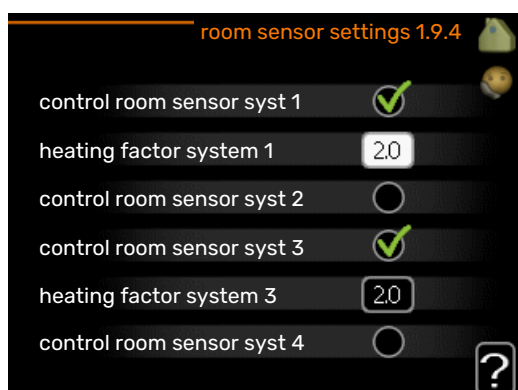 room sensor settings 1.9.4
control room sensor syst 1
heating factor system 1 2.0
control room sensor syst 2
control room sensor syst 3
heating factor system 3 2.0
control room sensor syst 4
?